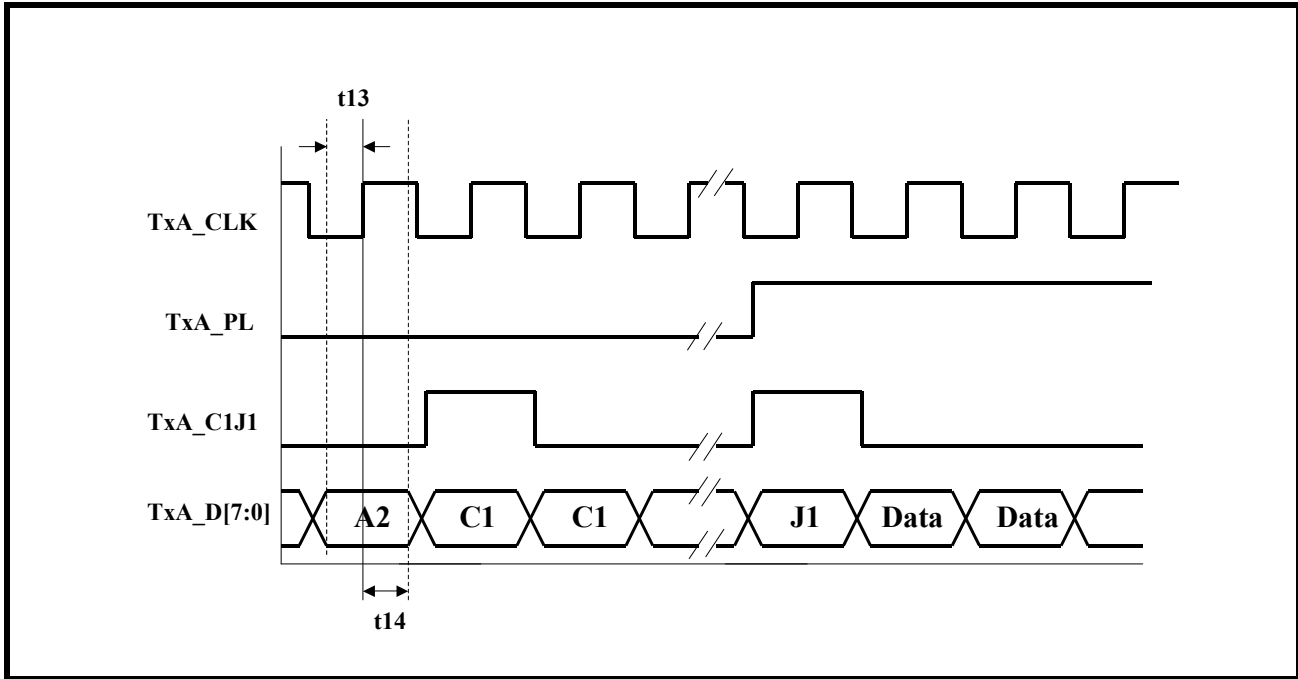 t13
TxA_CLK
TxA_PL
TxA_C1J1
TxA_D[7:0]
A2 C1 C1 J1 Data Data
t14